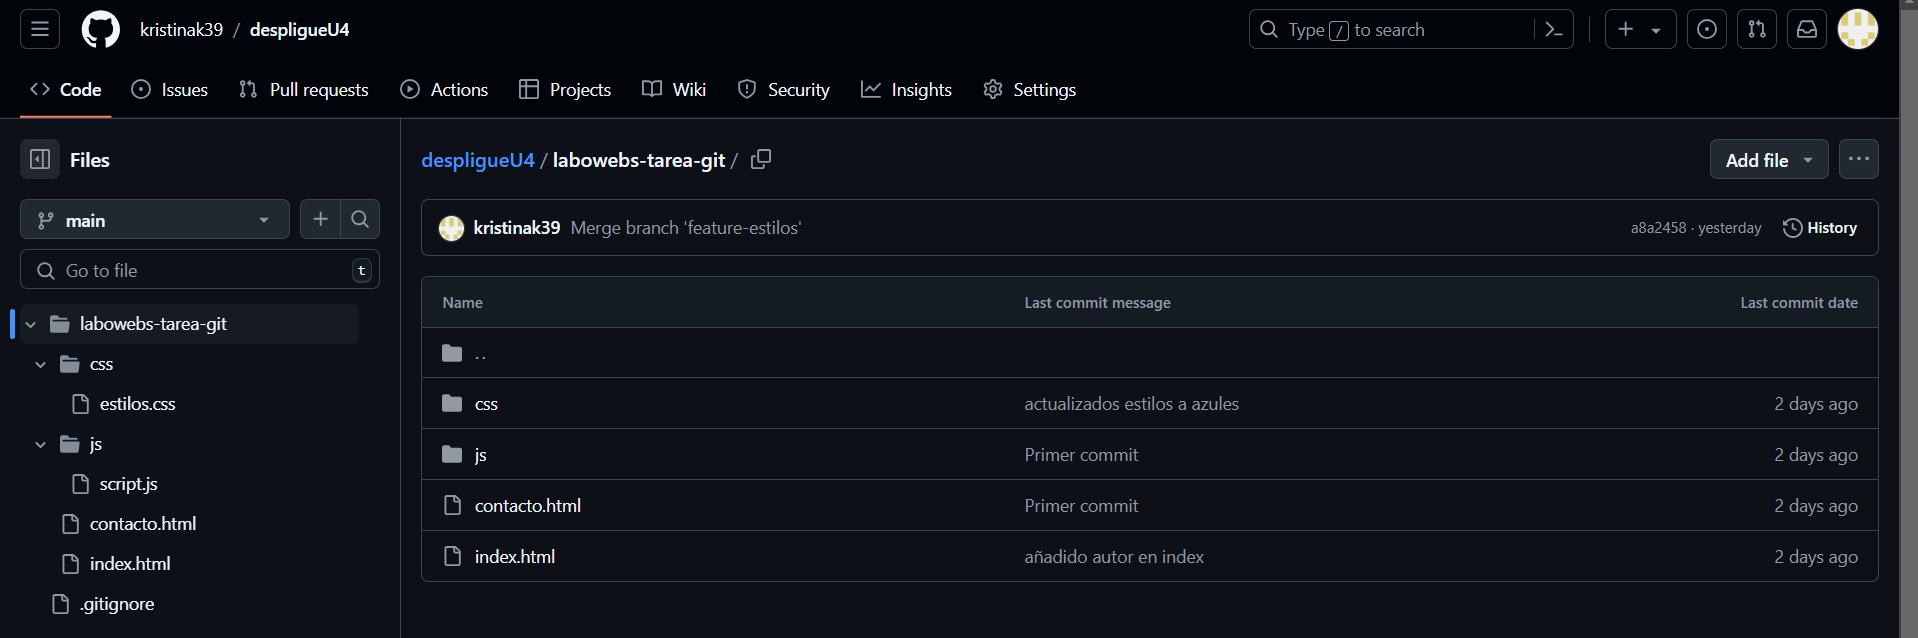 kristinak39 / despligueU4
Type / to search
Code Issues Pull requests Actions Projects Wiki Security Insights Settings
Files
main
Go to file t
labowebs-tarea-git
css
estilos.css
js
script.js
contacto.html
index.html
.gitignore
despligueU4 / labowebs-tarea-git /
Add file
kristinak39 Merge branch 'feature-estilos' a8a2458 · yesterday History
Name Last commit message Last commit date
..
css actualizados estilos a azules 2 days ago
js Primer commit 2 days ago
contacto.html Primer commit 2 days ago
index.html añadido autor en index 2 days ago